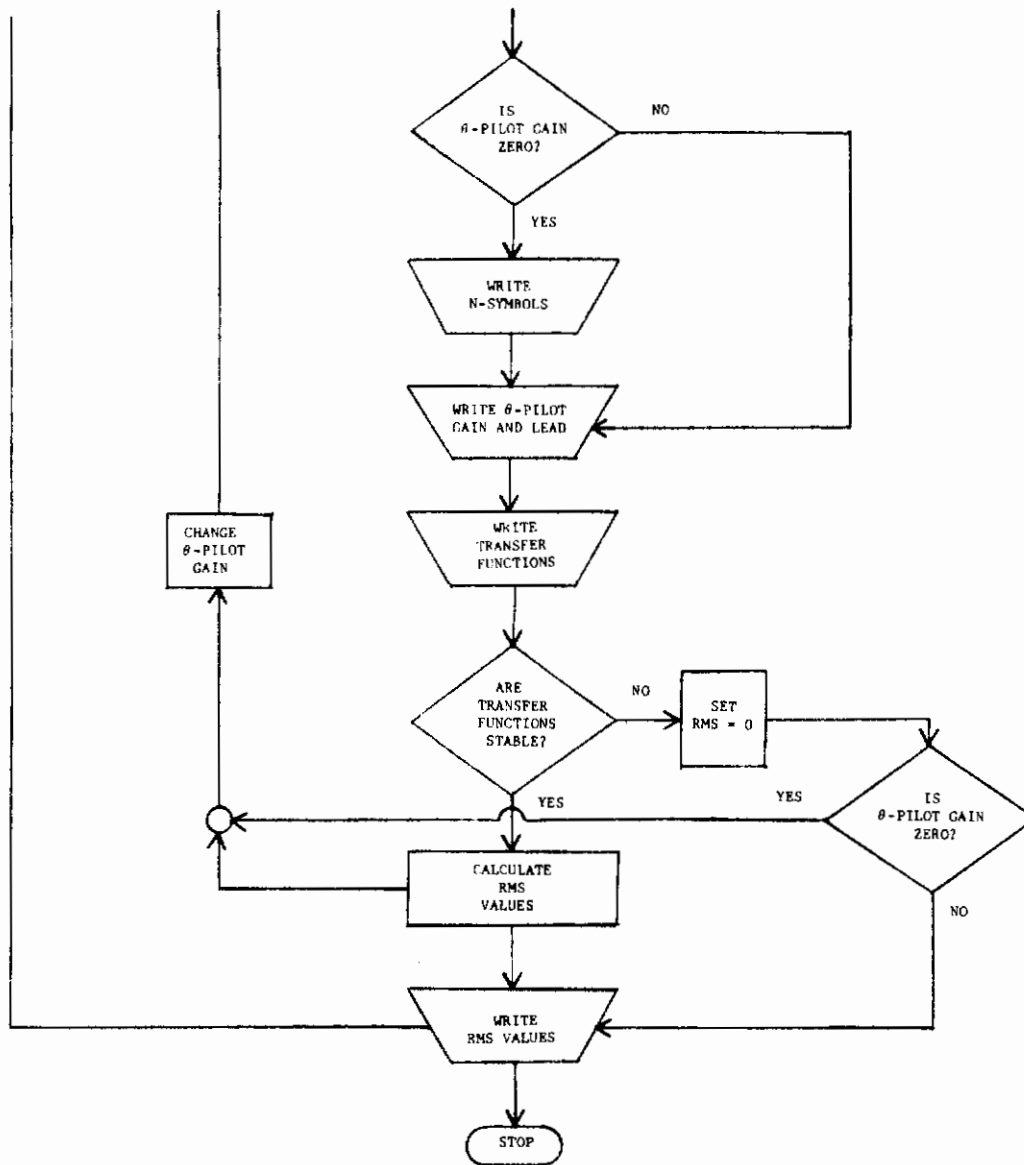 IS
θ-PILOT GAIN
ZERO?
NO
YES
WRITE
N-SYMBOLS
WRITE θ-PILOT
GAIN AND LEAD
CHANGE
θ-PILOT
GAIN
WRITE
TRANSFER
FUNCTIONS
ARE
TRANSFER
FUNCTIONS
STABLE?
NO
SET
RMS = 0
YES
YES
IS
θ-PILOT GAIN
ZERO?
CALCULATE
RMS
VALUES
NO
WRITE
RMS VALUES
STOP